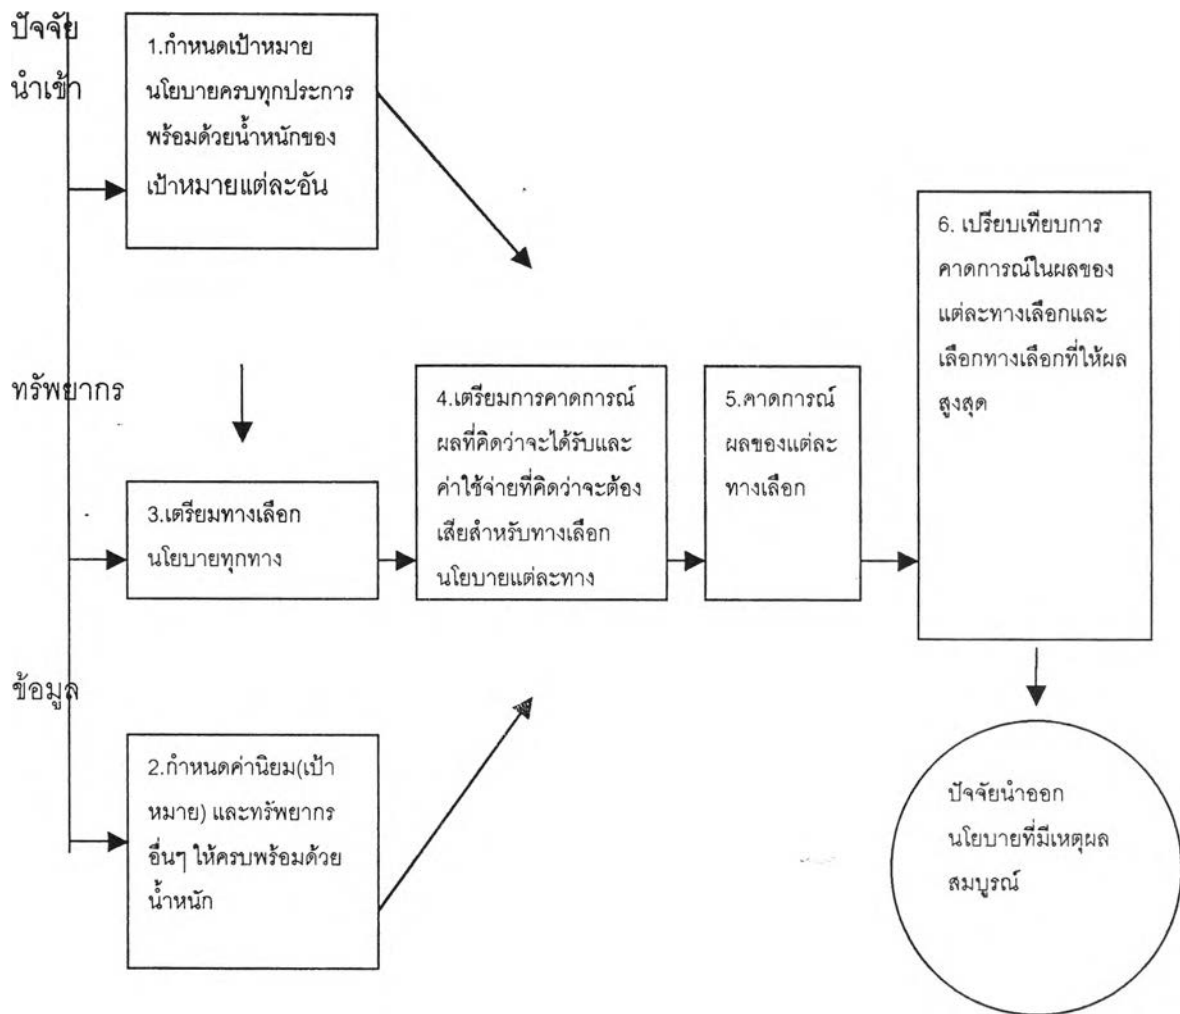 ปัจจัย
นำเข้า
1.กำหนดเป้าหมาย
นโยบายครบทุกประการ
พร้อมด้วยน้ำหนักของ
เป้าหมายแต่ละอัน
ทรัพยากร
3.เตรียมทางเลือก
นโยบายทุกทาง
4.เตรียมการคาดการณ์
ผลที่คิดว่าจะได้รับและ
ค่าใช้จ่ายที่คิดว่าจะต้อง
เสียสำหรับทางเลือก
นโยบายแต่ละทาง
5.คาดการณ์
ผลของแต่ละ
ทางเลือก
6. เปรียบเทียบการ
คาดการณ์ในผลของ
แต่ละทางเลือกและ
เลือกทางเลือกที่ให้ผล
สูงสุด
ข้อมูล
2.กำหนดค่านิยม(เป้า
หมาย) และทรัพยากร
อื่นๆ ให้ครบพร้อมด้วย
น้ำหนัก
ปัจจัยนำออก
นโยบายที่มีเหตุผล
สมบูรณ์